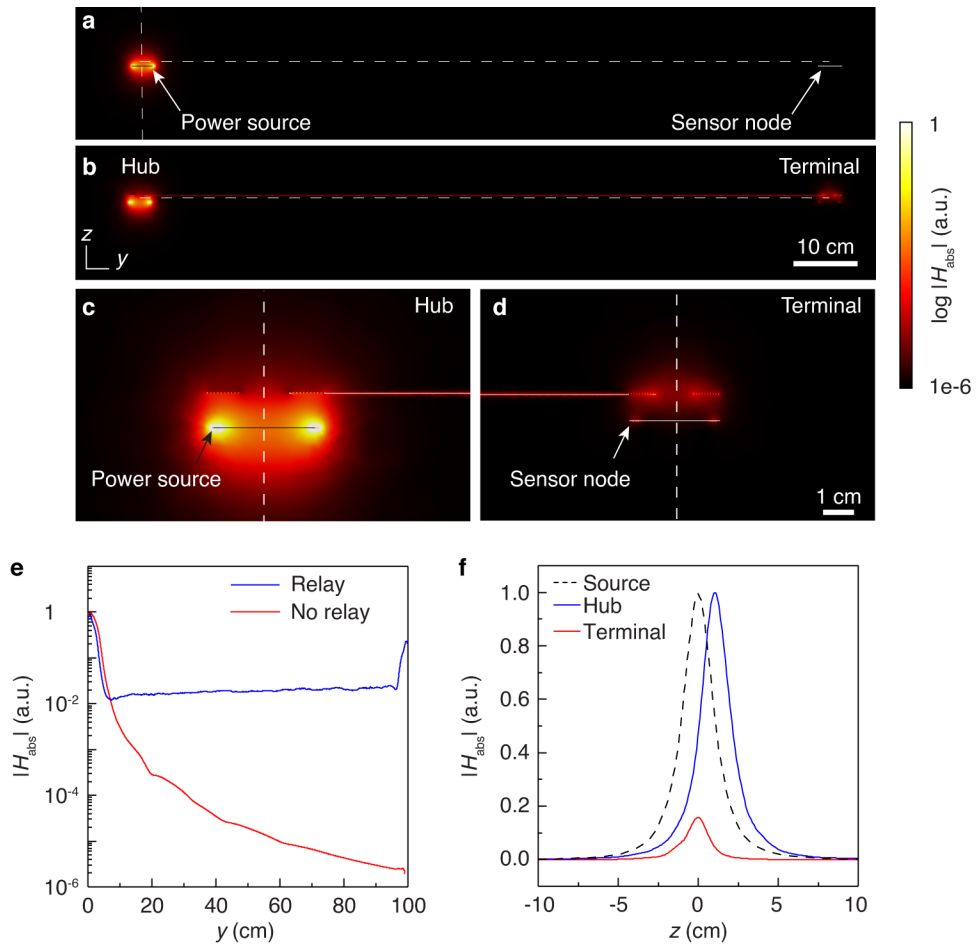 a
Power source
Sensor node
b
Hub
Terminal
z
y
10 cm
1
log |H_abs| (a.u.)
1e-6
c
Hub
Power source
d
Terminal
Sensor node
1 cm
e
Relay
No relay
1
10⁻²
10⁻⁴
10⁻⁶
|H_abs| (a.u.)
0 20 40 60 80 100
y (cm)
f
Source
Hub
Terminal
1.0
0.8
0.6
0.4
0.2
0.0
|H_abs| (a.u.)
-10 -5 0 5 10
z (cm)